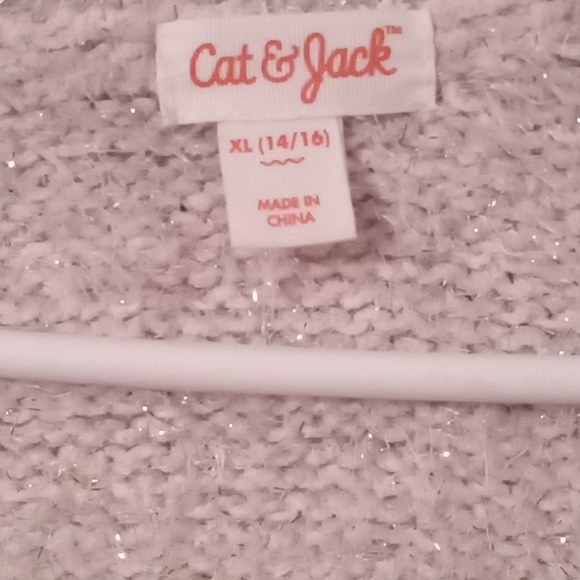 Cat & Jack™
XL (14/16)
MADE IN
CHINA